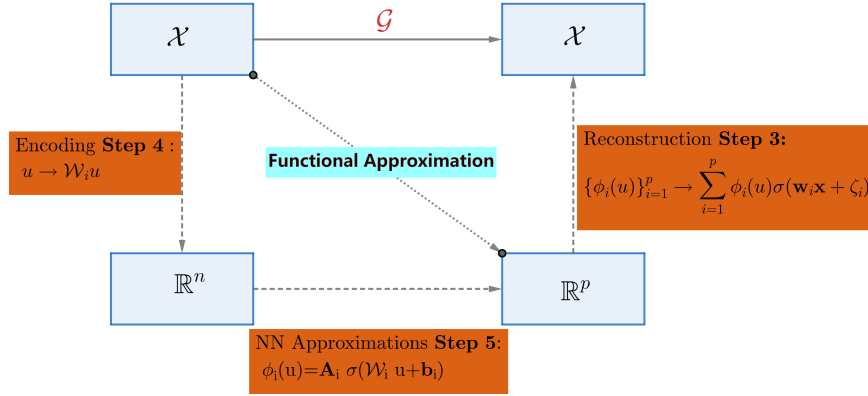 𝒳 𝒢 𝒳
Encoding Step 4 :
u → 𝒲ᵢu
Functional Approximation
Reconstruction Step 3:
{ϕᵢ(u)}ᵖᵢ₌₁ → ∑ᵖᵢ₌₁ ϕᵢ(u)σ(𝐰ᵢ𝐱 + ζᵢ)
ℝⁿ ℝᵖ
NN Approximations Step 5:
ϕᵢ(u)=𝐀ᵢ σ(𝒲ᵢ u+𝐛ᵢ)